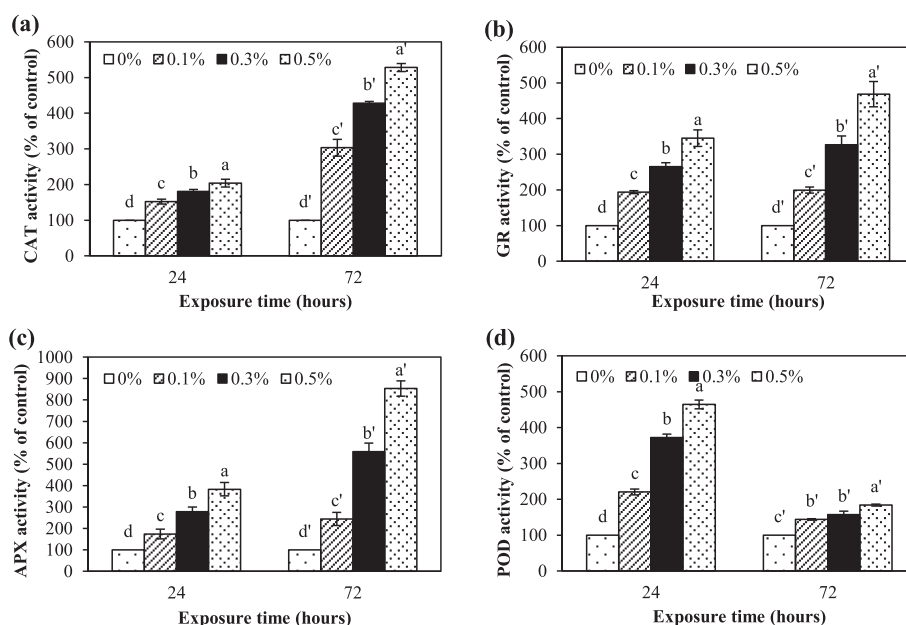 (a)
CAT activity (% of control)
600
500
400
300
200
100
0
0% 0.1% 0.3% 0.5%
d c b a
d' c' b' a'
24 72
Exposure time (hours)
(b)
GR activity (% of control)
600
500
400
300
200
100
0
0% 0.1% 0.3% 0.5%
d c b a
d' c' b' a'
24 72
Exposure time (hours)
(c)
APX activity (% of control)
1000
900
800
700
600
500
400
300
200
100
0
0% 0.1% 0.3% 0.5%
d c b a
d' c' b' a'
24 72
Exposure time (hours)
(d)
POD activity (% of control)
600
500
400
300
200
100
0
0% 0.1% 0.3% 0.5%
d c b a
c' b' b' a'
24 72
Exposure time (hours)